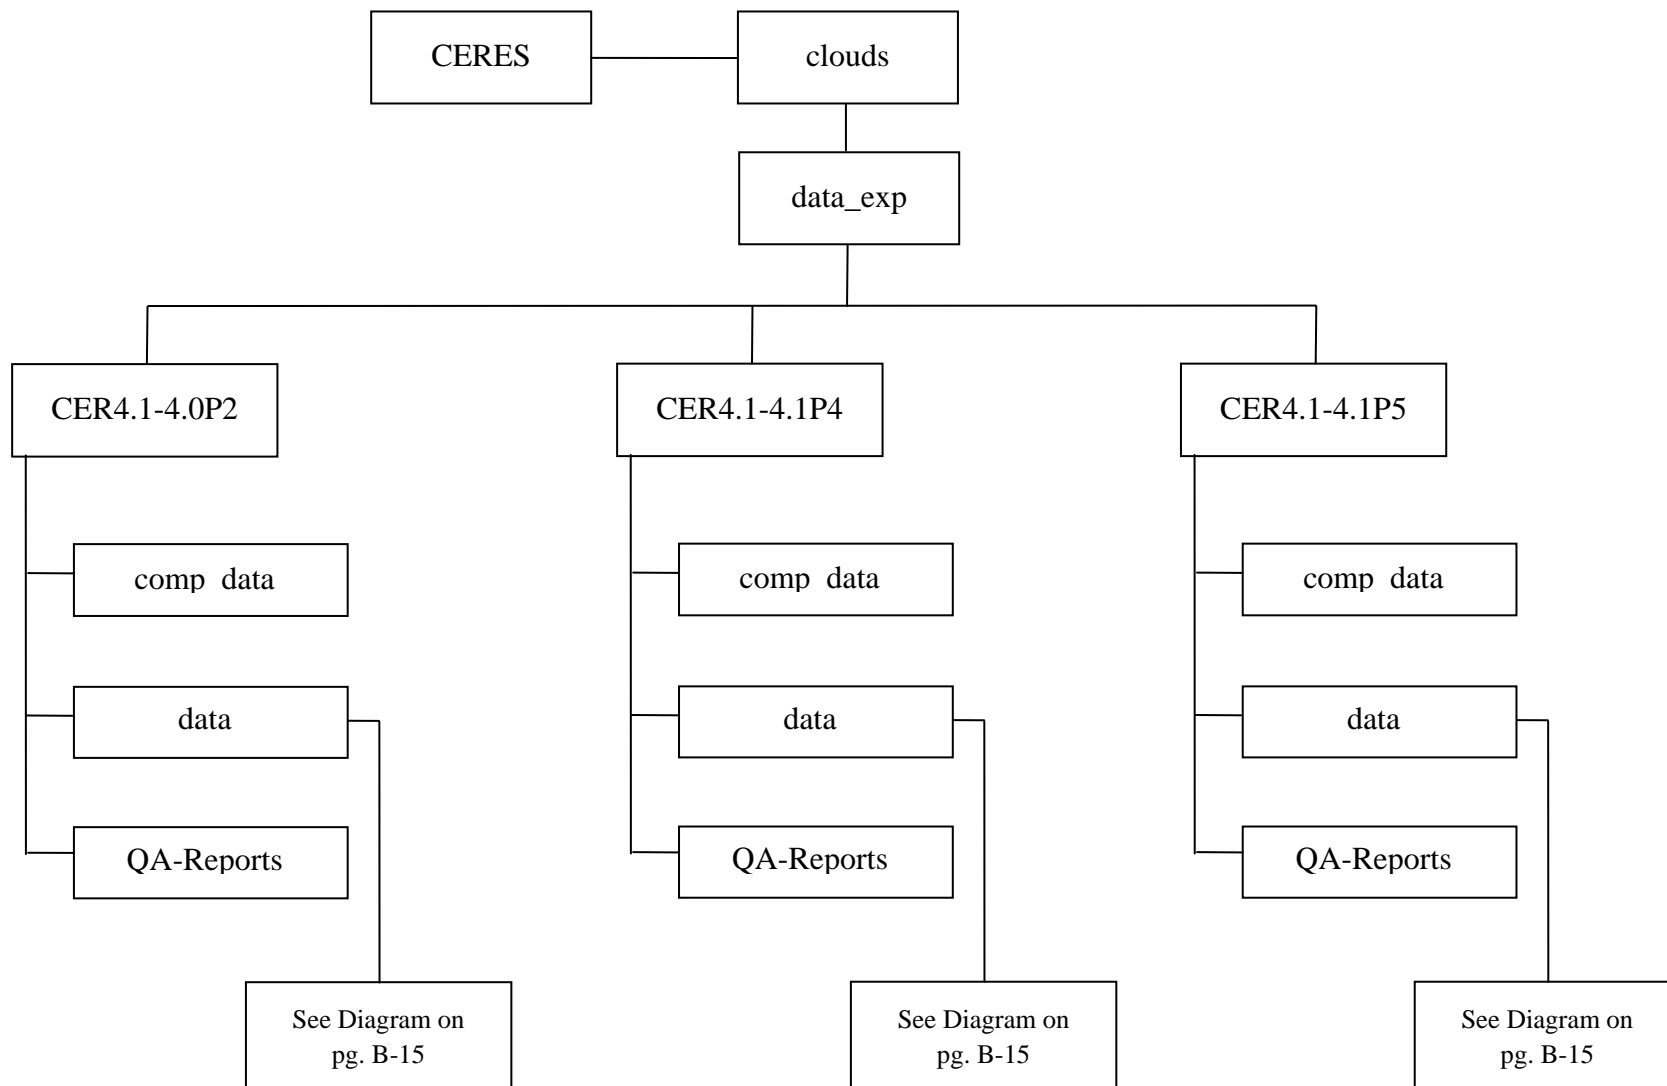 CERES
clouds
data_exp
CER4.1-4.0P2
CER4.1-4.1P4
CER4.1-4.1P5
comp_data
comp_data
comp_data
data
data
data
QA-Reports
QA-Reports
QA-Reports
See Diagram on
pg. B-15
See Diagram on
pg. B-15
See Diagram on
pg. B-15